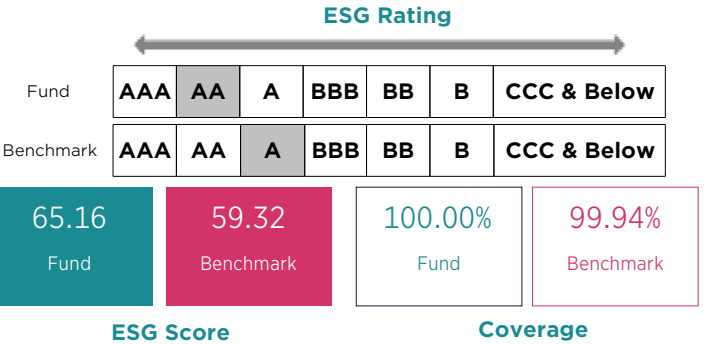 ESG Rating
Fund AAA AA A BBB BB B CCC & Below
Benchmark AAA AA A BBB BB B CCC & Below
65.16 59.32 100.00% 99.94%
Fund Benchmark Fund Benchmark
ESG Score Coverage